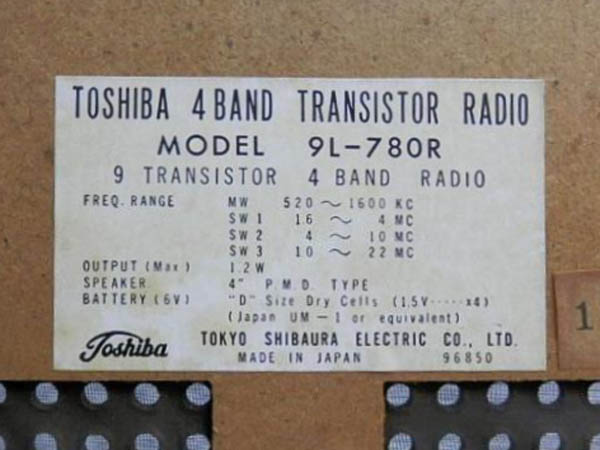 TOSHIBA 4 BAND TRANSISTOR RADIO
MODEL 9L-780R
9 TRANSISTOR 4 BAND RADIO
FREQ. RANGE MW 520 ~ 1600 KC
SW 1 1.6 ~ 4 MC
SW 2 4 ~ 10 MC
SW 3 10 ~ 22 MC
OUTPUT (Max) 1.2 W
SPEAKER 4" P.M.D. TYPE
BATTERY (6V) "D" Size Dry Cells (1.5V·····x4)
(Japan UM-1 or equivalent)
Toshiba TOKYO SHIBAURA ELECTRIC CO., LTD.
MADE IN JAPAN 96850
1